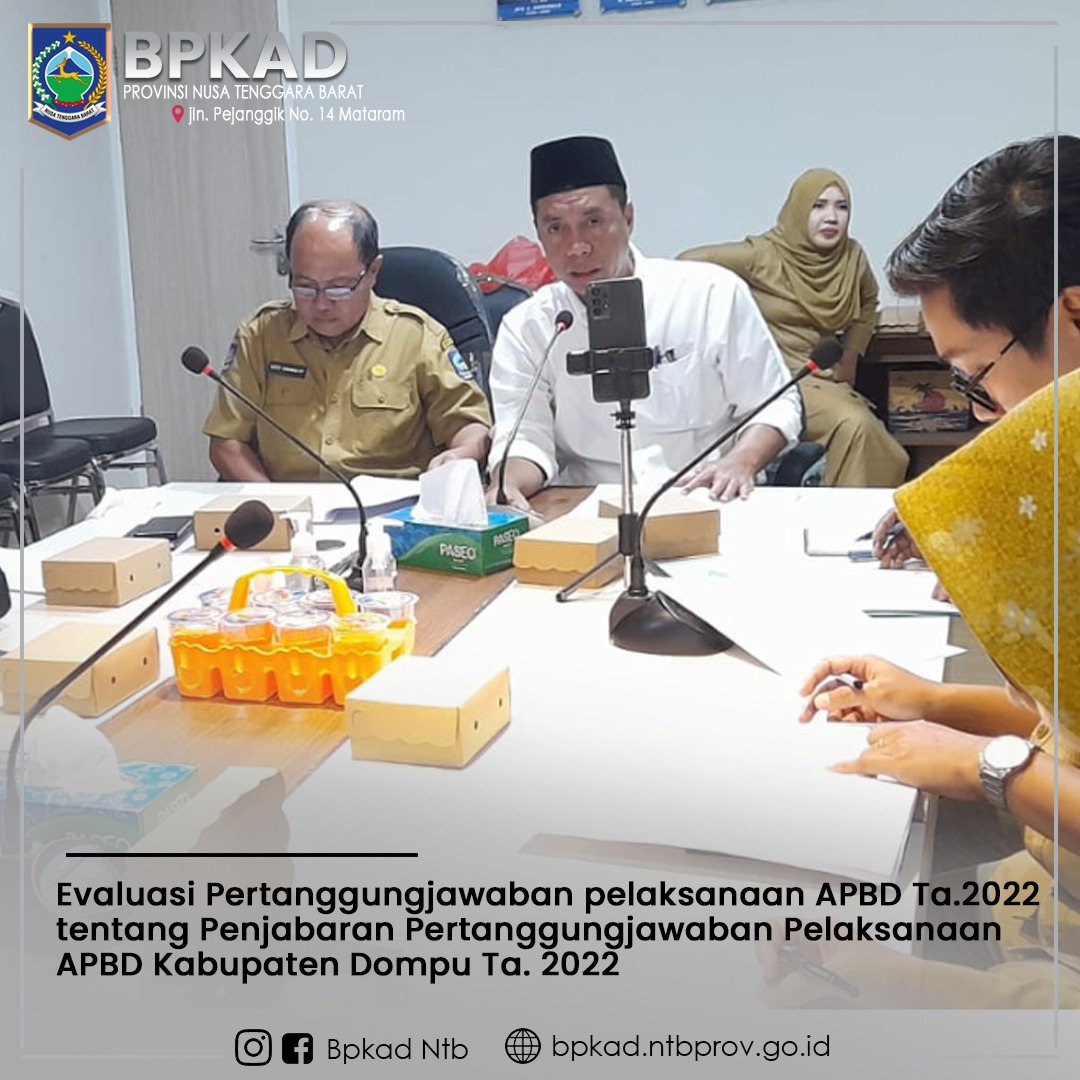 BPKAD
PROVINSI NUSA TENGGARA BARAT
jln. Pejanggik No. 14 Mataram
NUSA TENGGARA BARAT
PASEO
Evaluasi Pertanggungjawaban pelaksanaan APBD Ta.2022
tentang Penjabaran Pertanggungjawaban Pelaksanaan
APBD Kabupaten Dompu Ta. 2022
Bpkad Ntb
bpkad.ntbprov.go.id